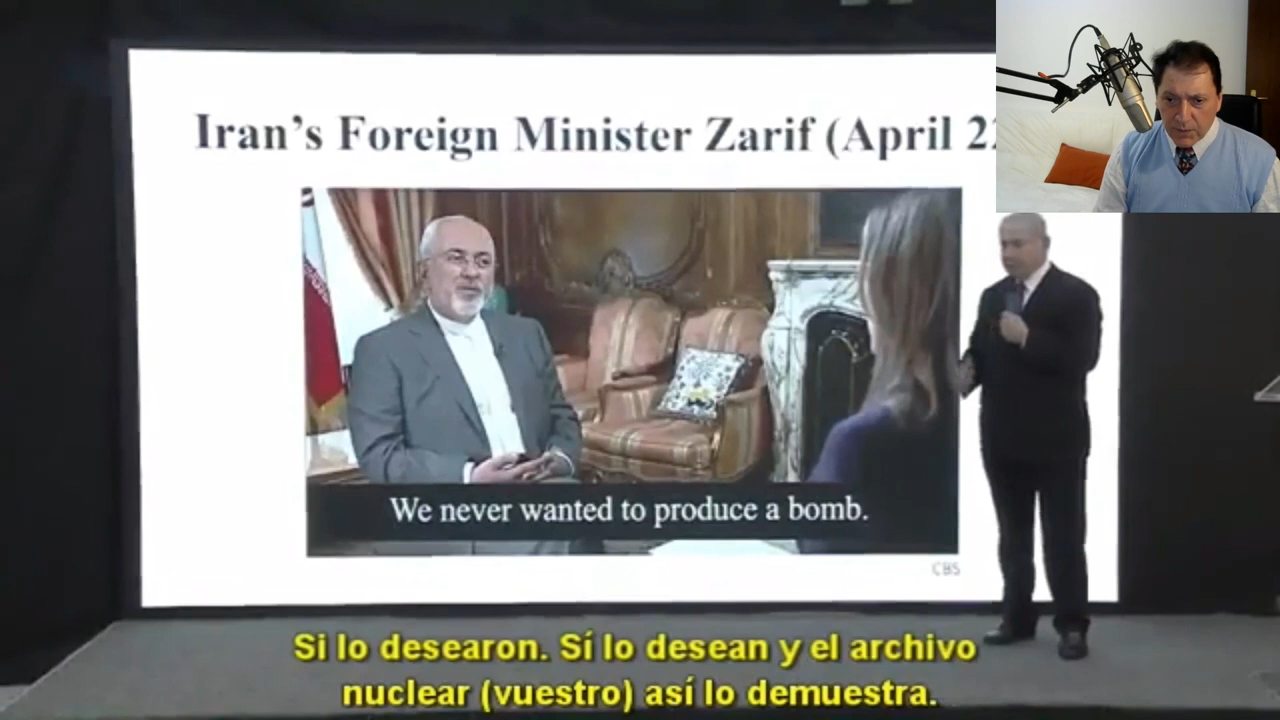 Iran's Foreign Minister Zarif (April 22
We never wanted to produce a bomb.
CBS
Si lo desearon. Sí lo desean y el archivo
nuclear (vuestro) así lo demuestra.